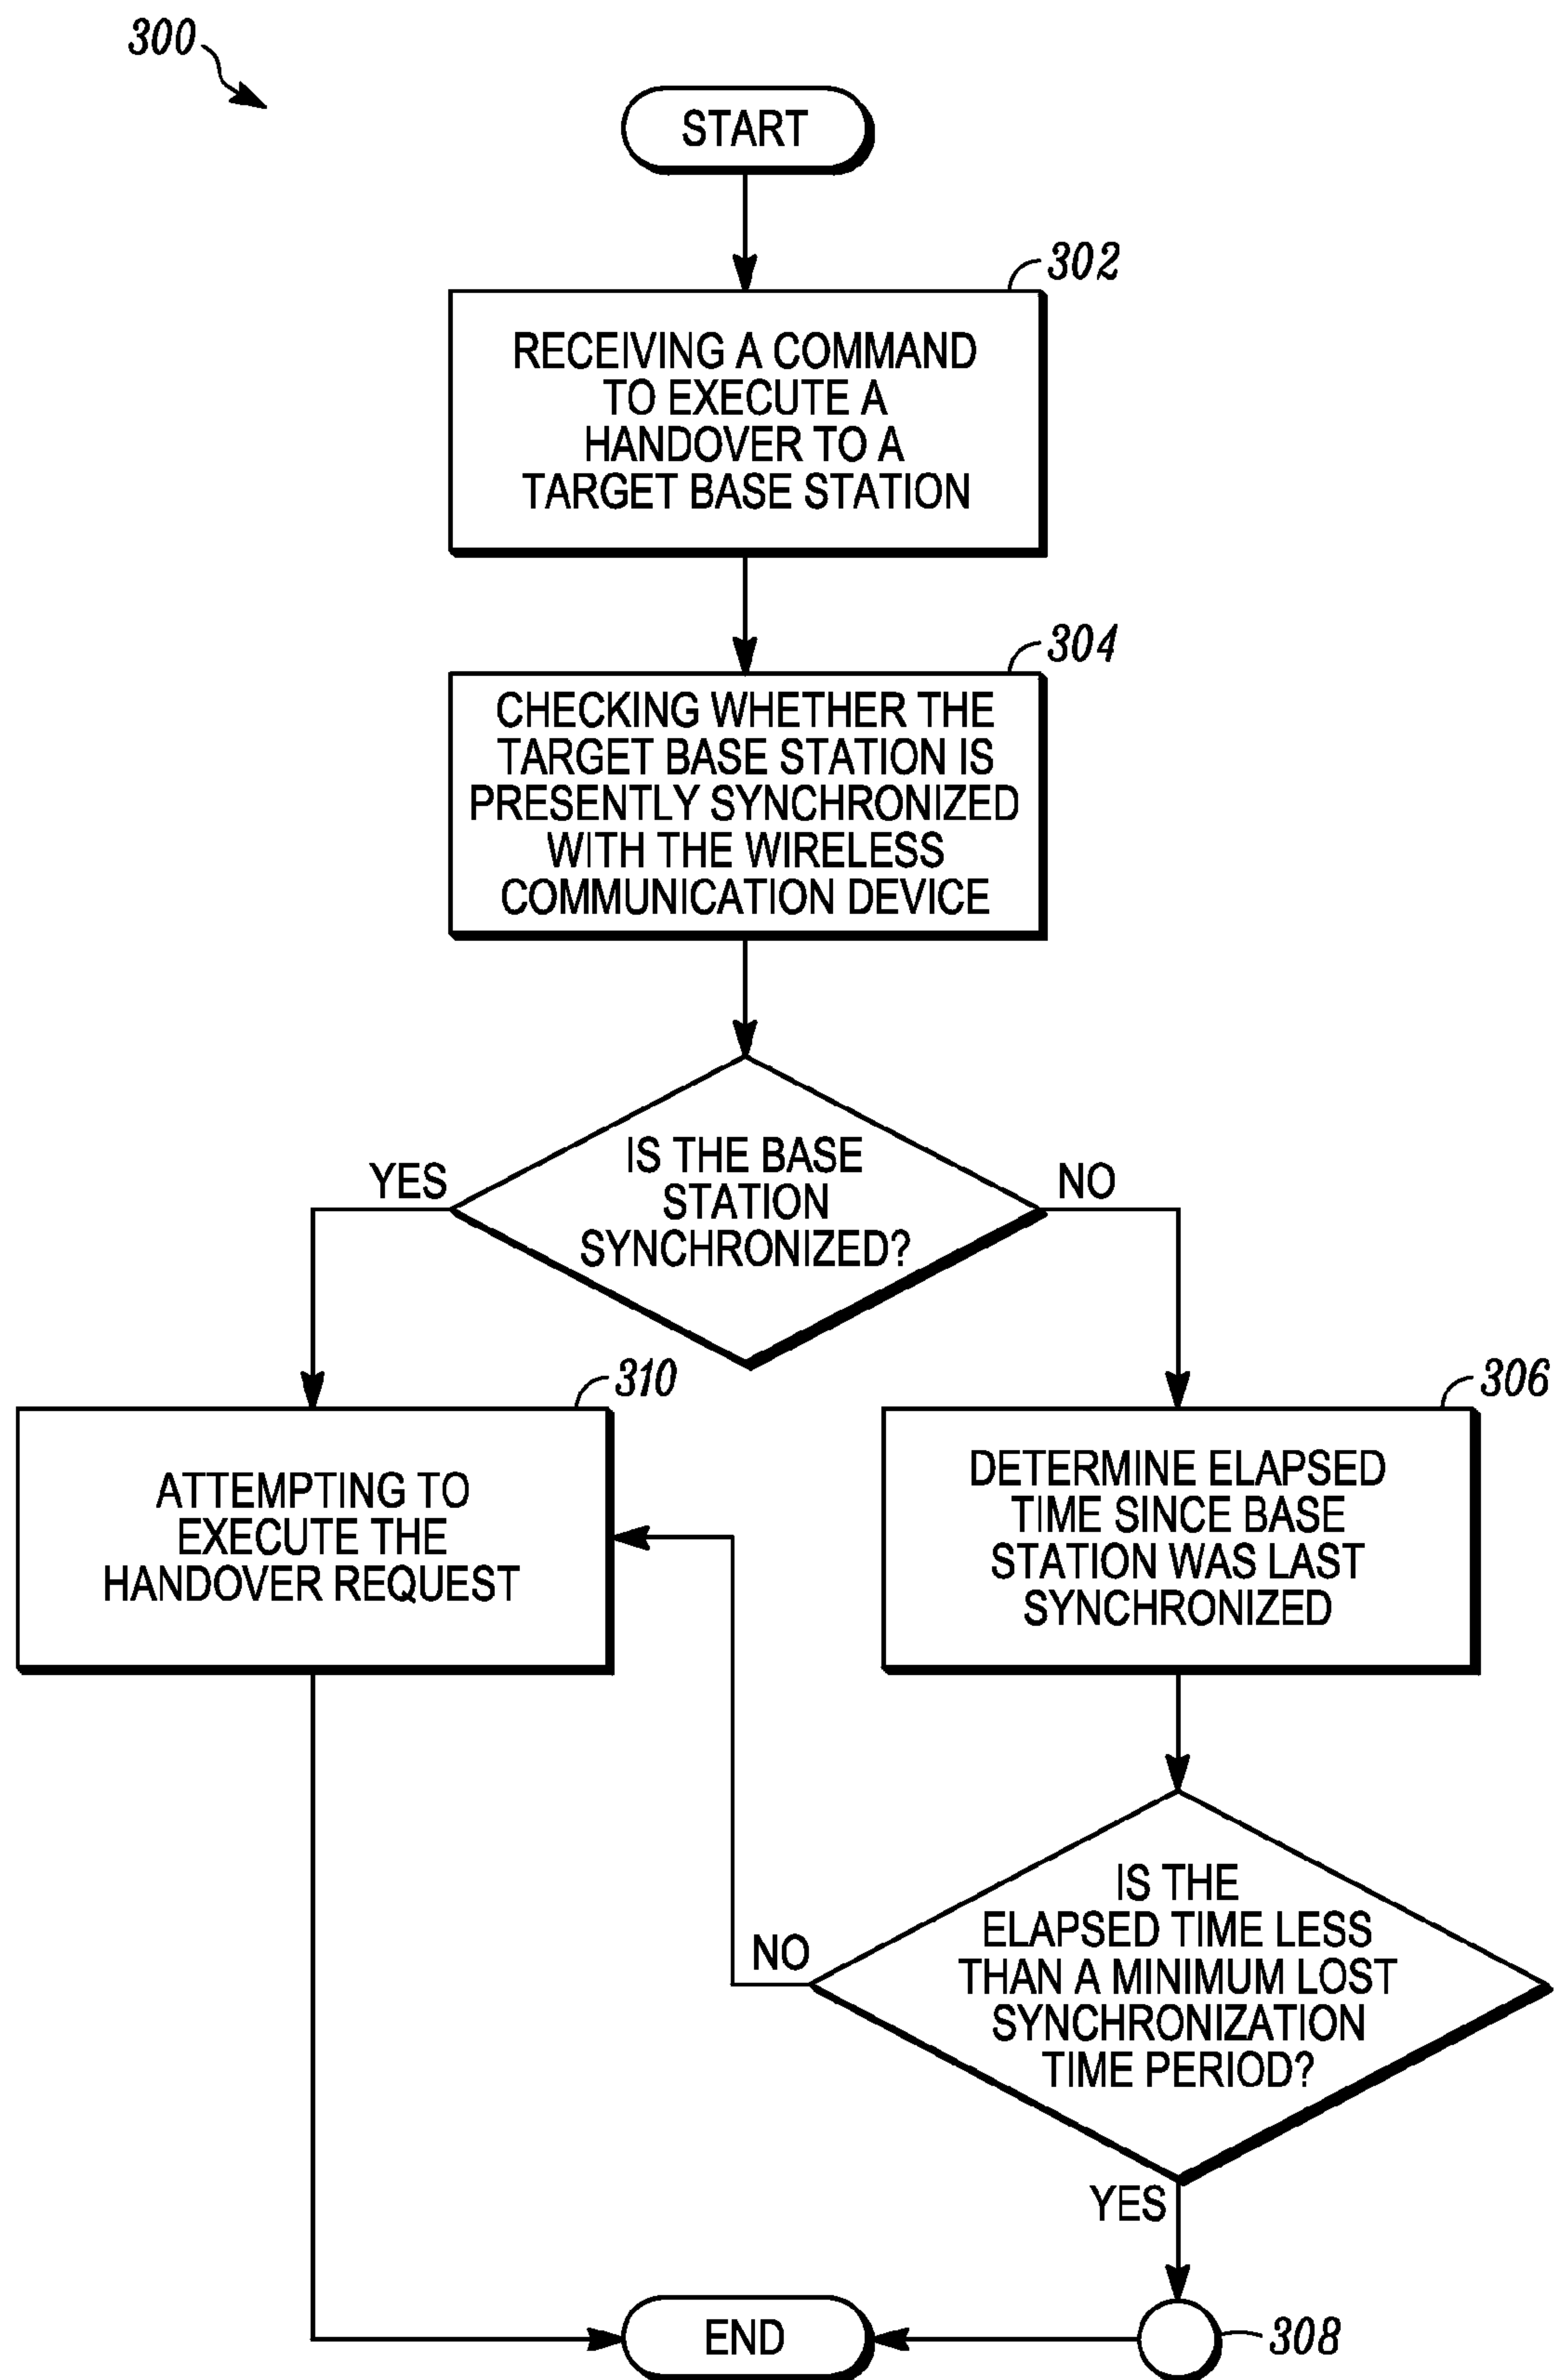 300
START
302
RECEIVING A COMMAND
TO EXECUTE A
HANDOVER TO A
TARGET BASE STATION
304
CHECKING WHETHER THE
TARGET BASE STATION IS
PRESENTLY SYNCHRONIZED
WITH THE WIRELESS
COMMUNICATION DEVICE
IS THE BASE
STATION
SYNCHRONIZED?
YES
NO
310
ATTEMPTING TO
EXECUTE THE
HANDOVER REQUEST
306
DETERMINE ELAPSED
TIME SINCE BASE
STATION WAS LAST
SYNCHRONIZED
IS THE
ELAPSED TIME LESS
THAN A MINIMUM LOST
SYNCHRONIZATION
TIME PERIOD?
NO
YES
END
308